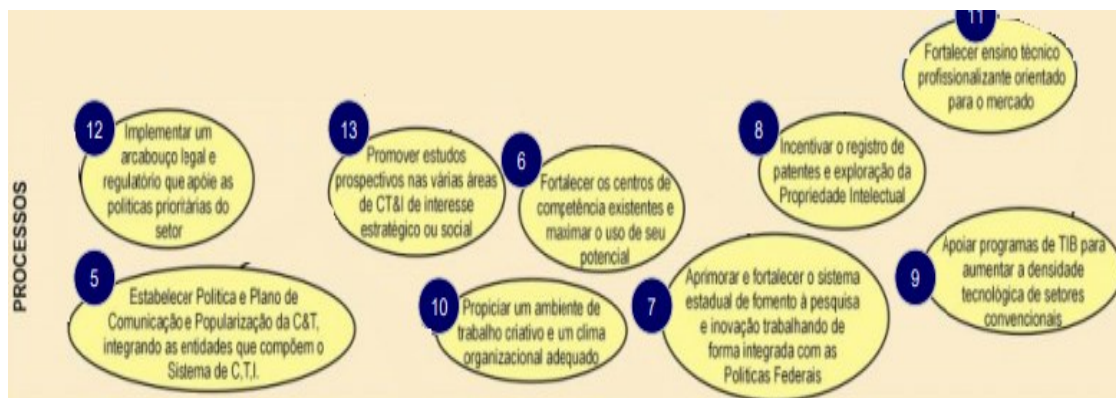 PROCESSOS
11
Fortalecer ensino técnico
profissionalizante orientado
para o mercado
12
Implementar um
arcabouço legal e
regulatório que apóie as
políticas prioritárias do
setor
13
Promover estudos
prospectivos nas várias áreas
de CT&I de interesse
estratégico ou social
6
Fortalecer os centros de
competência existentes e
maximar o uso de seu
potencial
8
Incentivar o registro de
patentes e exploração da
Propriedade Intelectual
5
Estabelecer Política e Plano de
Comunicação e Popularização da C&T,
integrando as entidades que compõem o
Sistema de C,T,I.
10
Propiciar um ambiente de
trabalho criativo e un clima
organizacional adequado
7
Aprimorar e fortalecer o sistema
estadual de fomento à pesquisa
e inovação trabalhando de
forma integrada com as
Políticas Federais
9
Apoiar programas de TIB para
aumentar a densidade
tecnológica de setores
convencionais